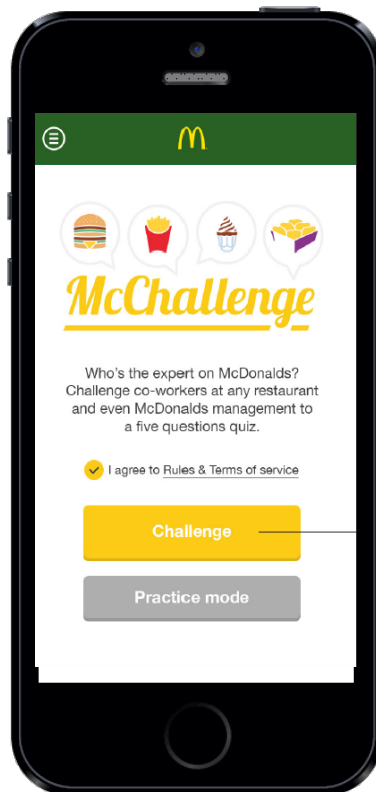 McChallenge
Who's the expert on McDonalds?
Challenge co-workers at any restaurant
and even McDonalds management to
a five questions quiz.
I agree to Rules & Terms of service
Challenge
Practice mode